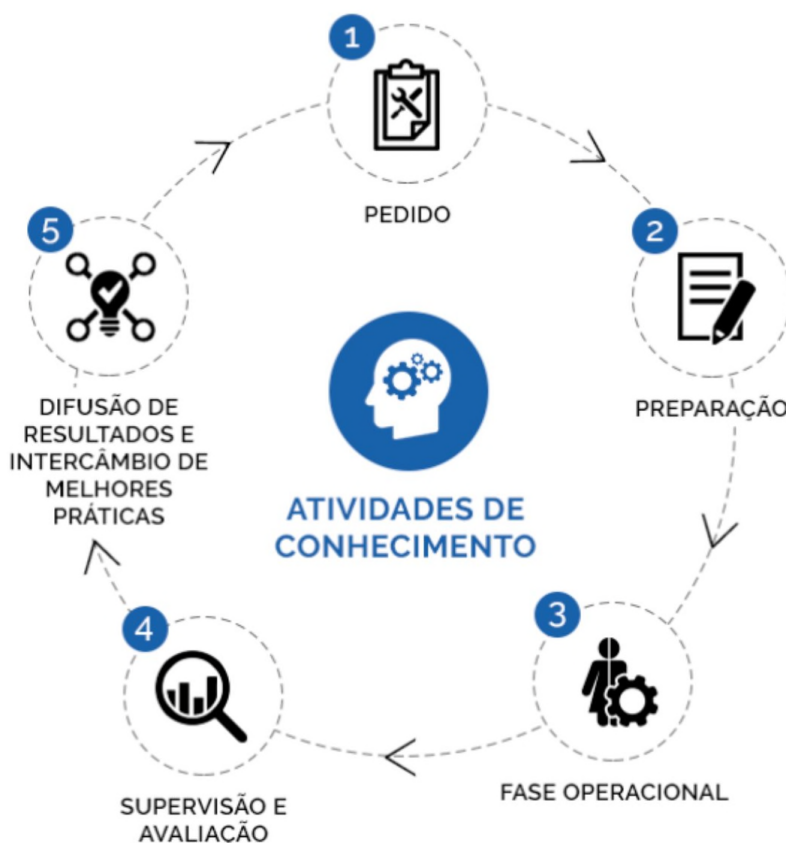 1
PEDIDO
2
PREPARAÇÃO
3
FASE OPERACIONAL
4
SUPERVISÃO E
AVALIAÇÃO
5
DIFUSÃO DE
RESULTADOS E
INTERCÂMBIO DE
MELHORES
PRÁTICAS
ATIVIDADES DE
CONHECIMENTO